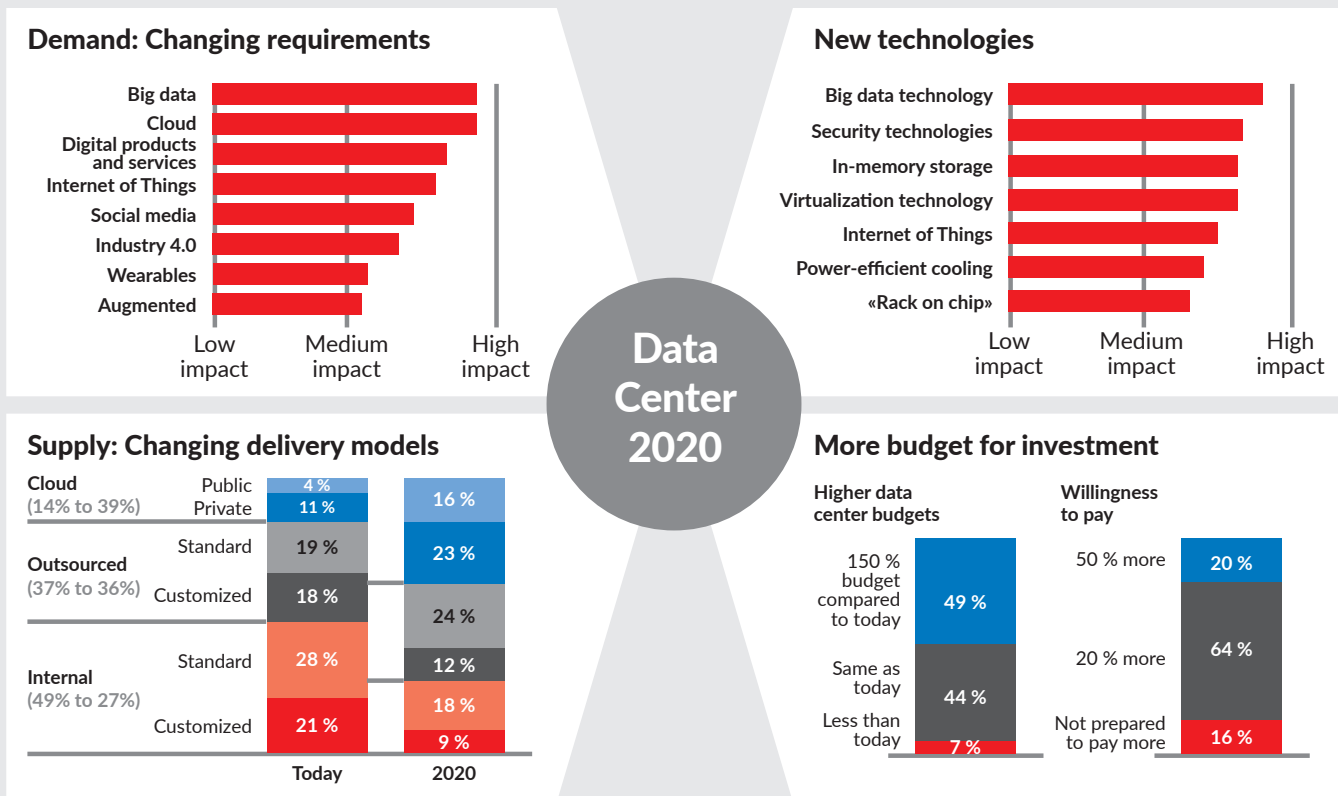 Demand: Changing requirements
Big data
Cloud
Digital products
and services
Internet of Things
Social media
Industry 4.0
Wearables
Augmented
Low
impact
Medium
impact
High
impact
New technologies
Big data technology
Security technologies
In-memory storage
Virtualization technology
Internet of Things
Power-efficient cooling
«Rack on chip»
Low
impact
Medium
impact
High
impact
Data
Center
2020
Supply: Changing delivery models
Cloud
(14% to 39%)
Public
Private
4 %
11 %
16 %
23 %
Outsourced
(37% to 36%)
Standard
Customized
19 %
18 %
24 %
12 %
Internal
(49% to 27%)
Standard
Customized
28 %
21 %
18 %
9 %
Today
2020
More budget for investment
Higher data
center budgets
150 %
budget
compared
to today
49 %
Same as
today
44 %
Less than
today
7 %
Willingness
to pay
50 % more
20 %
20 % more
64 %
Not prepared
to pay more
16 %